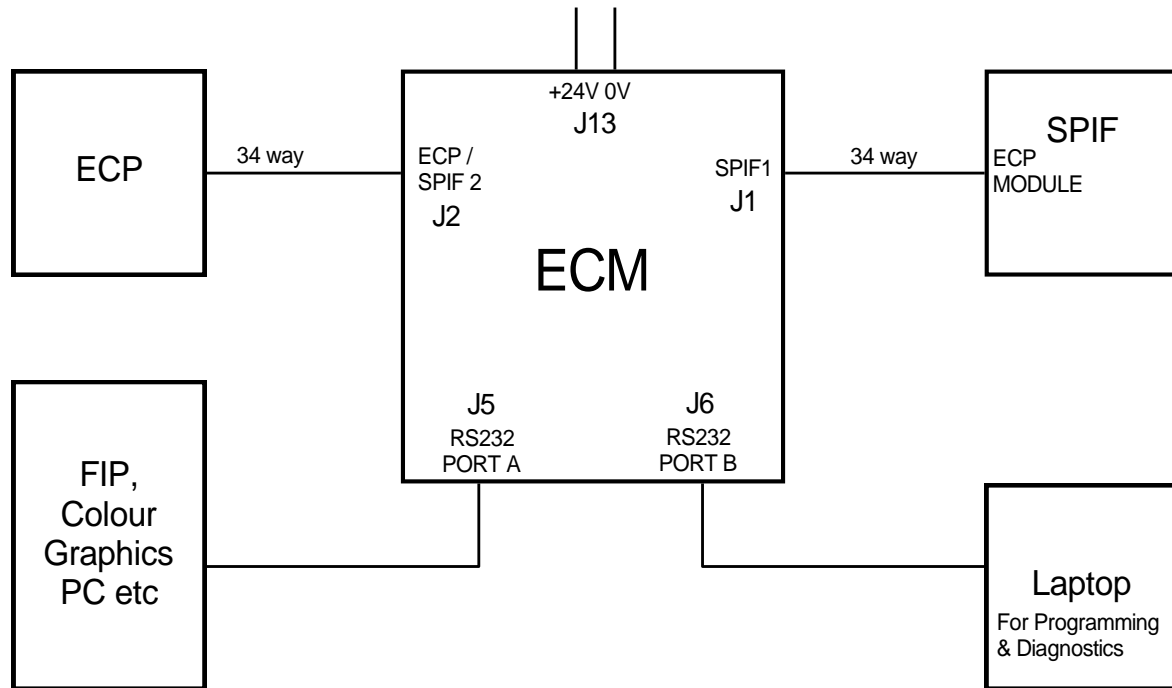 +24V 0V
J13
ECP
34 way
ECP /
SPIF 2
J2
SPIF1
J1
34 way
SPIF
ECP
MODULE
ECM
J5
RS232
PORT A
J6
RS232
PORT B
FIP,
Colour
Graphics
PC etc
Laptop
For Programming
& Diagnostics